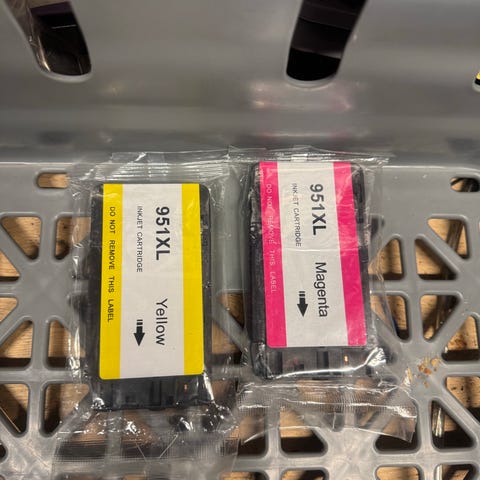 951XL
Yellow
INKJET CARTRIDGE
DO NOT REMOVE THIS LABEL
951XL
Magenta
INKJET CARTRIDGE
DO NOT REMOVE THIS LABEL